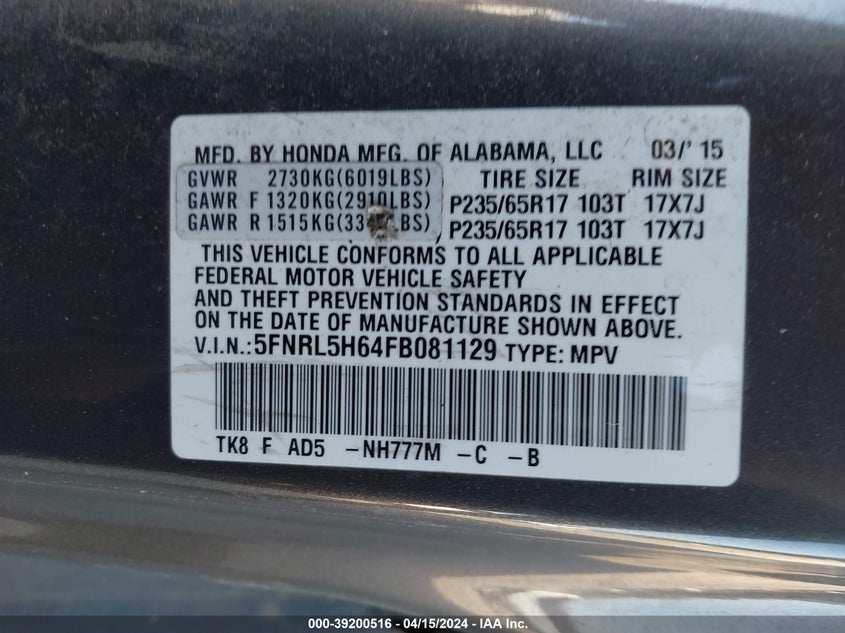 MFD. BY HONDA MFG. OF ALABAMA, LLC 03/' 15
GVWR 2730KG(6019LBS) TIRE SIZE RIM SIZE
GAWR F 1320KG(2910LBS) P235/65R17 103T 17X7J
GAWR R 1515KG( LBS) P235/65R17 103T 17X7J
THIS VEHICLE CONFORMS TO ALL APPLICABLE
FEDERAL MOTOR VEHICLE SAFETY
AND THEFT PREVENTION STANDARDS IN EFFECT
ON THE DATE OF MANUFACTURE SHOWN ABOVE.
V.I.N.:5FNRL5H64FB081129 TYPE: MPV
TK8 F AD5 -NH777M -C -B
000-39200516 - 04/15/2024 - IAA Inc.